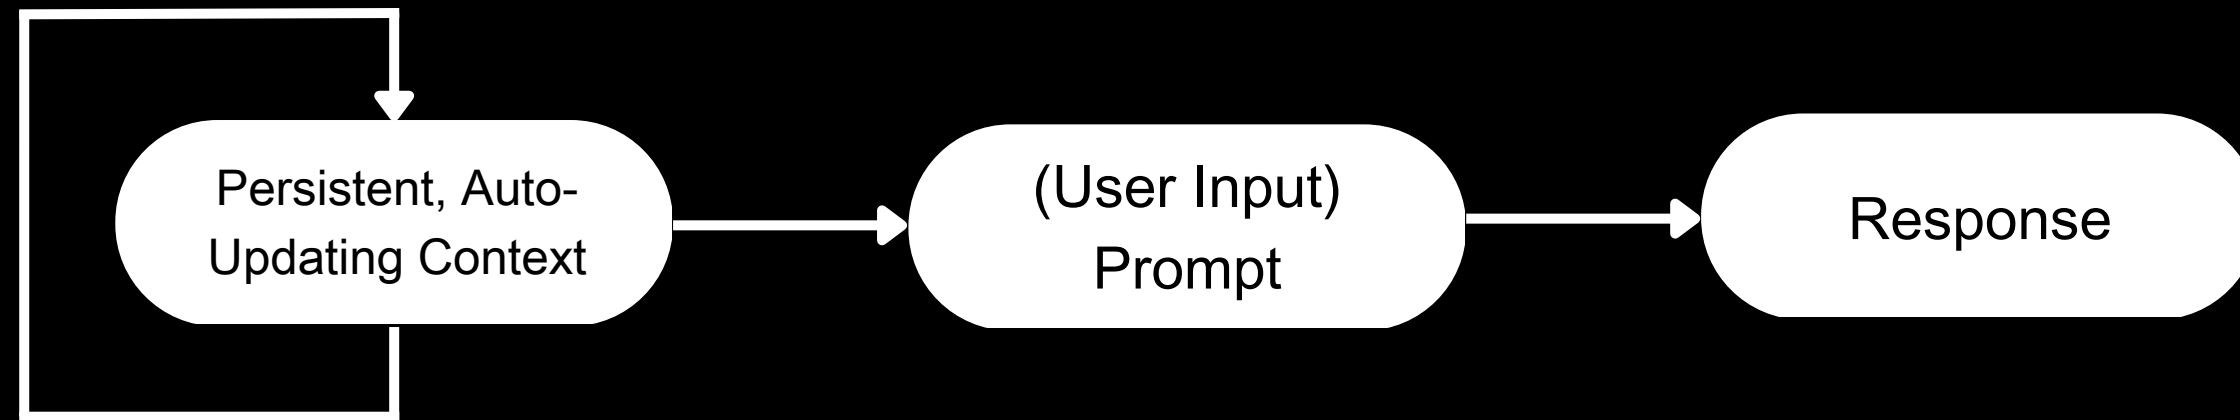 Persistent, Auto-
Updating Context
(User Input)
Prompt
Response